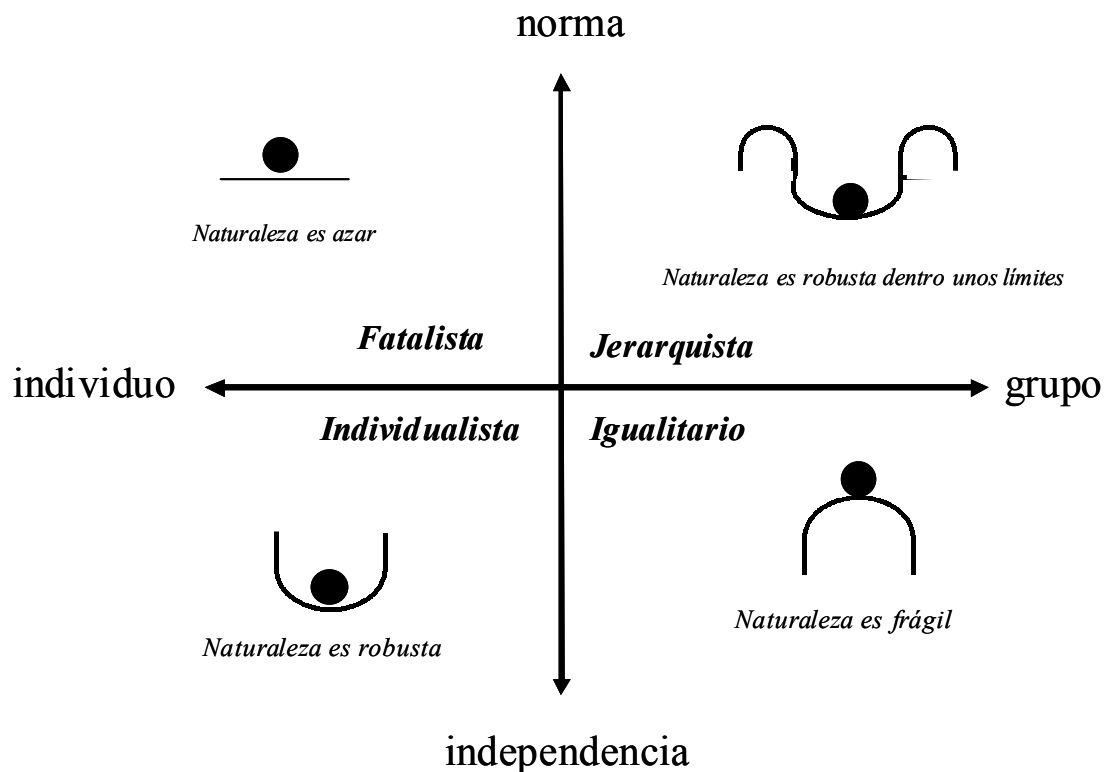 norma
Naturaleza es azar
Naturaleza es robusta dentro unos límites
Fatalista
Jerarquista
individuo
grupo
Individualista
Igualitario
Naturaleza es frágil
Naturaleza es robusta
independencia